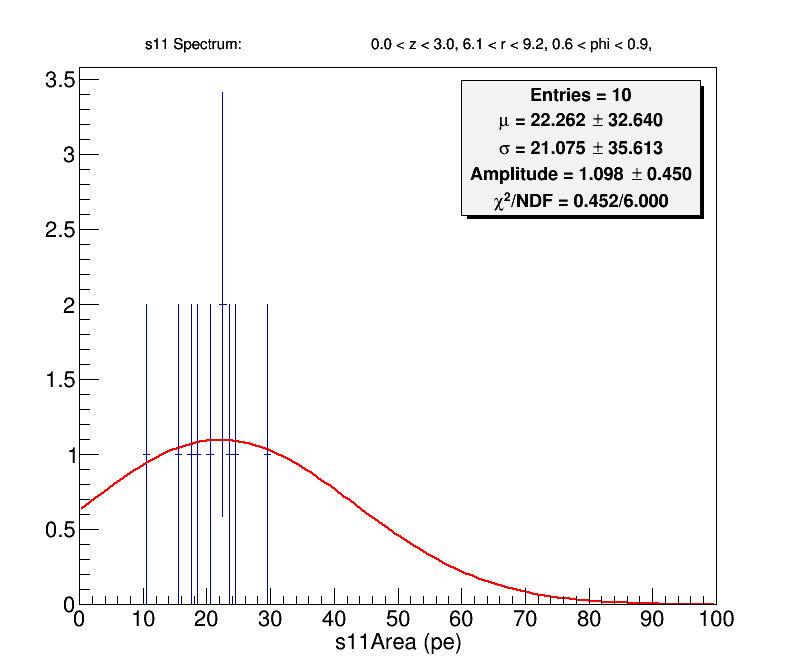 s11 Spectrum: 0.0 < z < 3.0, 6.1 < r < 9.2, 0.6 < phi < 0.9,
Entries = 10
μ = 22.262 ± 32.640
σ = 21.075 ± 35.613
Amplitude = 1.098 ± 0.450
χ²/NDF = 0.452/6.000
3.5
3
2.5
2
1.5
1
0.5
0
0 10 20 30 40 50 60 70 80 90 100
s11Area (pe)